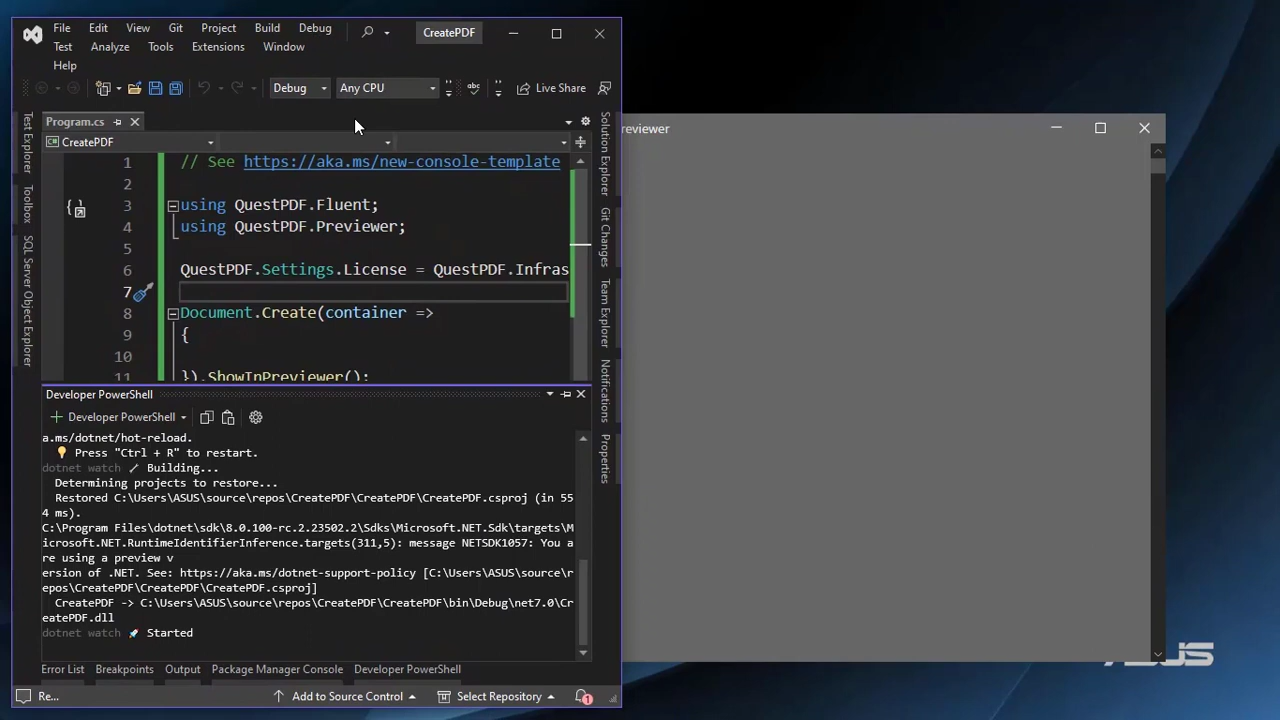 File Edit View Git Project Build Debug
CreatePDF
Test Analyze Tools Extensions Window
Help
Debug
Any CPU
abc
Live Share
Program.cs
CreatePDF
1 // See https://aka.ms/new-console-template
2
3 using QuestPDF.Fluent;
4 using QuestPDF.Previewer;
5
6 QuestPDF.Settings.License = QuestPDF.Infras
7
8 Document.Create(container =>
9 {
10
11 }).ShowInPreviewer();
Developer PowerShell
Developer PowerShell
a.ms/dotnet/hot-reload.
Press "Ctrl + R" to restart.
dotnet watch Building...
Determining projects to restore...
Restored C:\Users\ASUS\source\repos\CreatePDF\CreatePDF\CreatePDF.csproj (in 55
4 ms).
C:\Program Files\dotnet\sdk\8.0.100-rc.2.23502.2\Sdks\Microsoft.NET.Sdk\targets\M
icrosoft.NET.RuntimeIdentifierInference.targets(311,5): message NETSDK1057: You a
re using a preview v
ersion of .NET. See: https://aka.ms/dotnet-support-policy [C:\Users\ASUS\source\r
epos\CreatePDF\CreatePDF\CreatePDF.csproj]
CreatePDF -> C:\Users\ASUS\source\repos\CreatePDF\CreatePDF\bin\Debug\net7.0\Cr
eatePDF.dll
dotnet watch Started
Error List Breakpoints Output Package Manager Console Developer PowerShell
Re...
Add to Source Control
Select Repository
1
Test Explorer
Toolbox
SQL Server Object Explorer
Solution Explorer
Git Changes
Team Explorer
Notifications
Properties
reviewer
ASUS